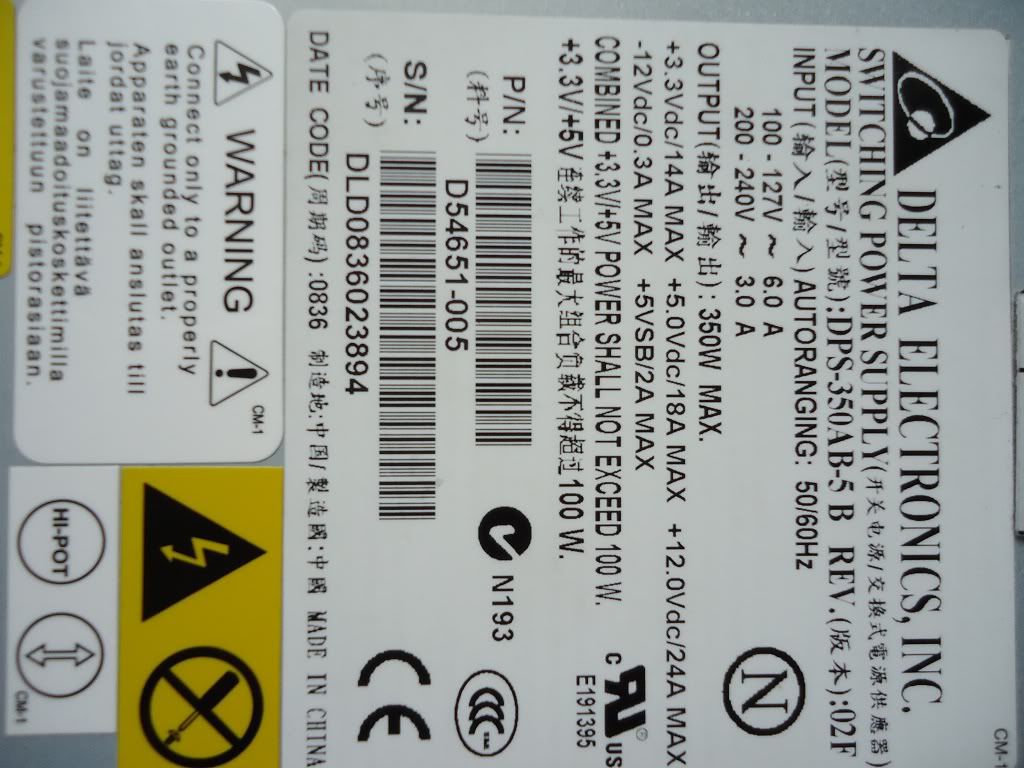 DELTA ELECTRONICS, INC.
SWITCHING POWER SUPPLY(开关电源/交換式電源供應器)
MODEL(型号/型號):DPS-350AB-5 B REV.(版本):02F
INPUT(输入/輸入)AUTORANGING: 50/60Hz
100 - 127V ~ 6.0 A
200 - 240V ~ 3.0 A
OUTPUT(输出/輸出): 350W MAX.
+3.3Vdc/14A MAX +5.0Vdc/18A MAX +12.0Vdc/24A MAX
-12Vdc/0.3A MAX +5VSB/2A MAX
COMBINED +3.3V/+5V POWER SHALL NOT EXCEED 100 W.
+3.3V/+5V 连续工作的最大组合负载不得超过100 W.
N
c RU US
E191395
P/N:
(料号)
D54651-005
N193
CCC
S/N:
(序号)
DLD0836023894
CE
DATE CODE(周期码):0836 制造地:中国/製造國:中國 MADE IN CHINA
CM-1
WARNING
CM-1
Connect only to a properly
earth grounded outlet.
Apparaten skall anslutas till
jordat uttag.
Laite on liitettävä
suojamaadoituskoskettimilla
varustettuun pistorasiaan.
HI-POT
CM-1